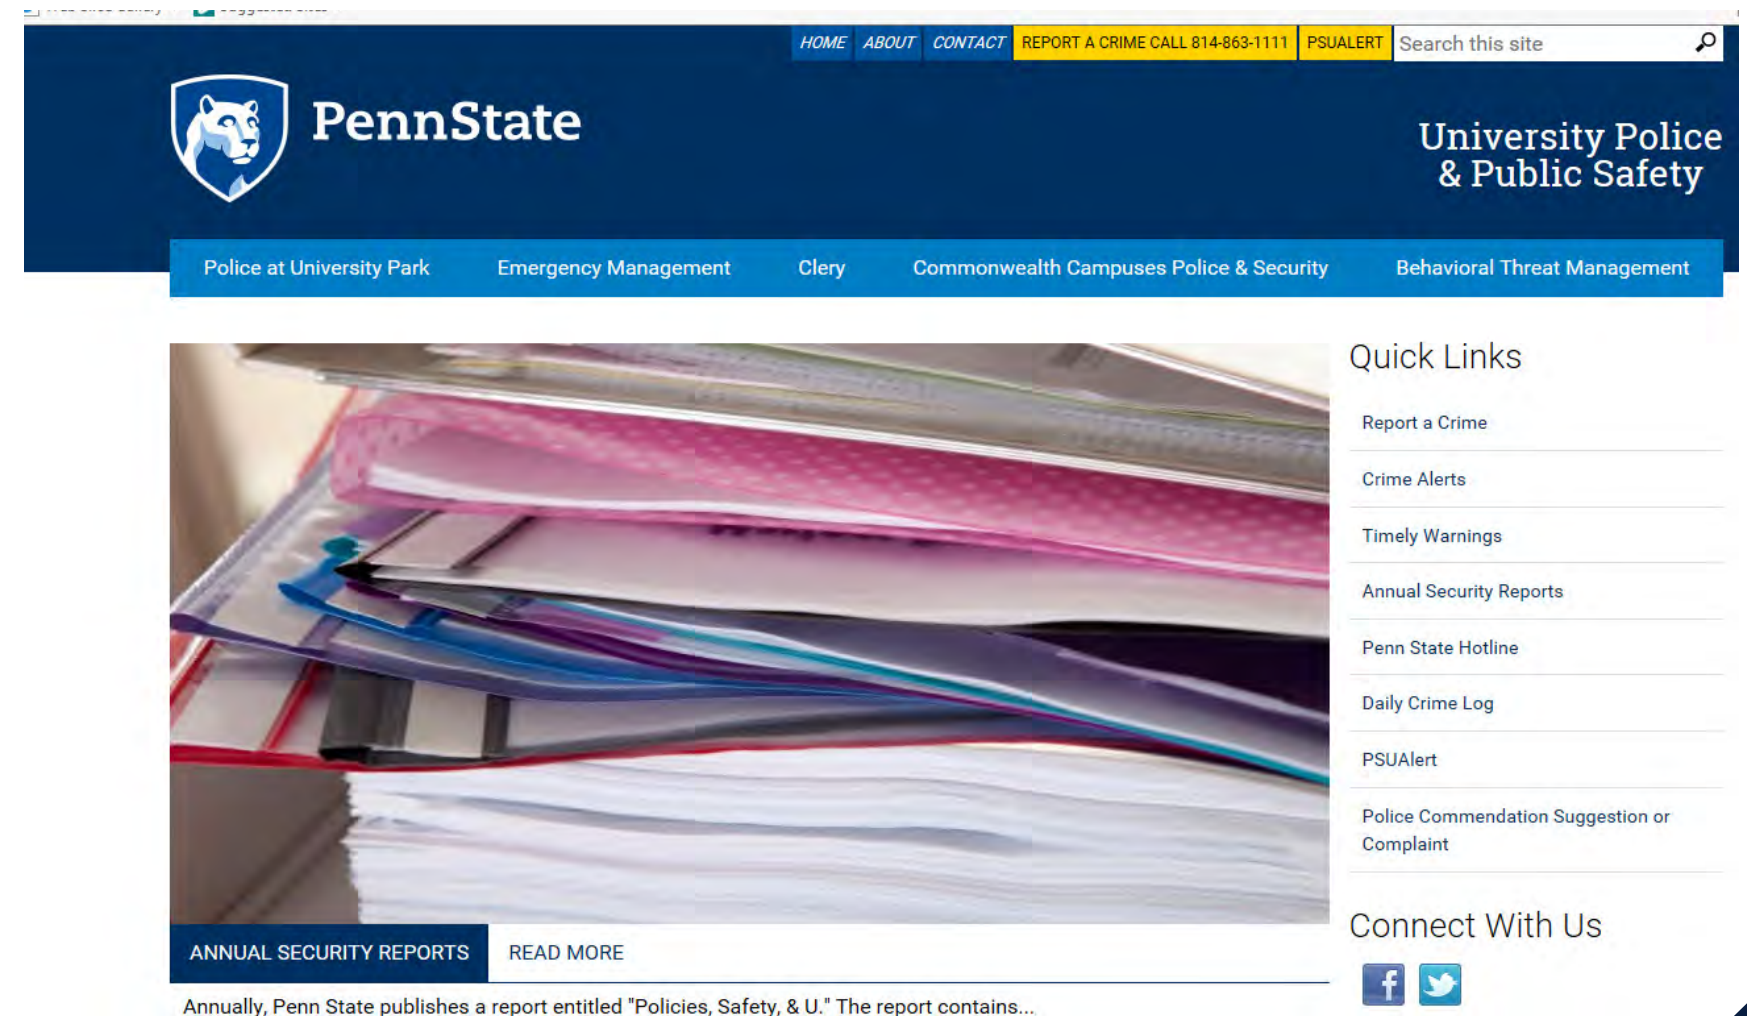 HOME ABOUT CONTACT REPORT A CRIME CALL 814-863-1111 PSUALERT Search this site
PennState
University Police
& Public Safety
Police at University Park Emergency Management Clery Commonwealth Campuses Police & Security Behavioral Threat Management
Quick Links
Report a Crime
Crime Alerts
Timely Warnings
Annual Security Reports
Penn State Hotline
Daily Crime Log
PSUAlert
Police Commendation Suggestion or
Complaint
Connect With Us
ANNUAL SECURITY REPORTS READ MORE
Annually, Penn State publishes a report entitled "Policies, Safety, & U." The report contains...